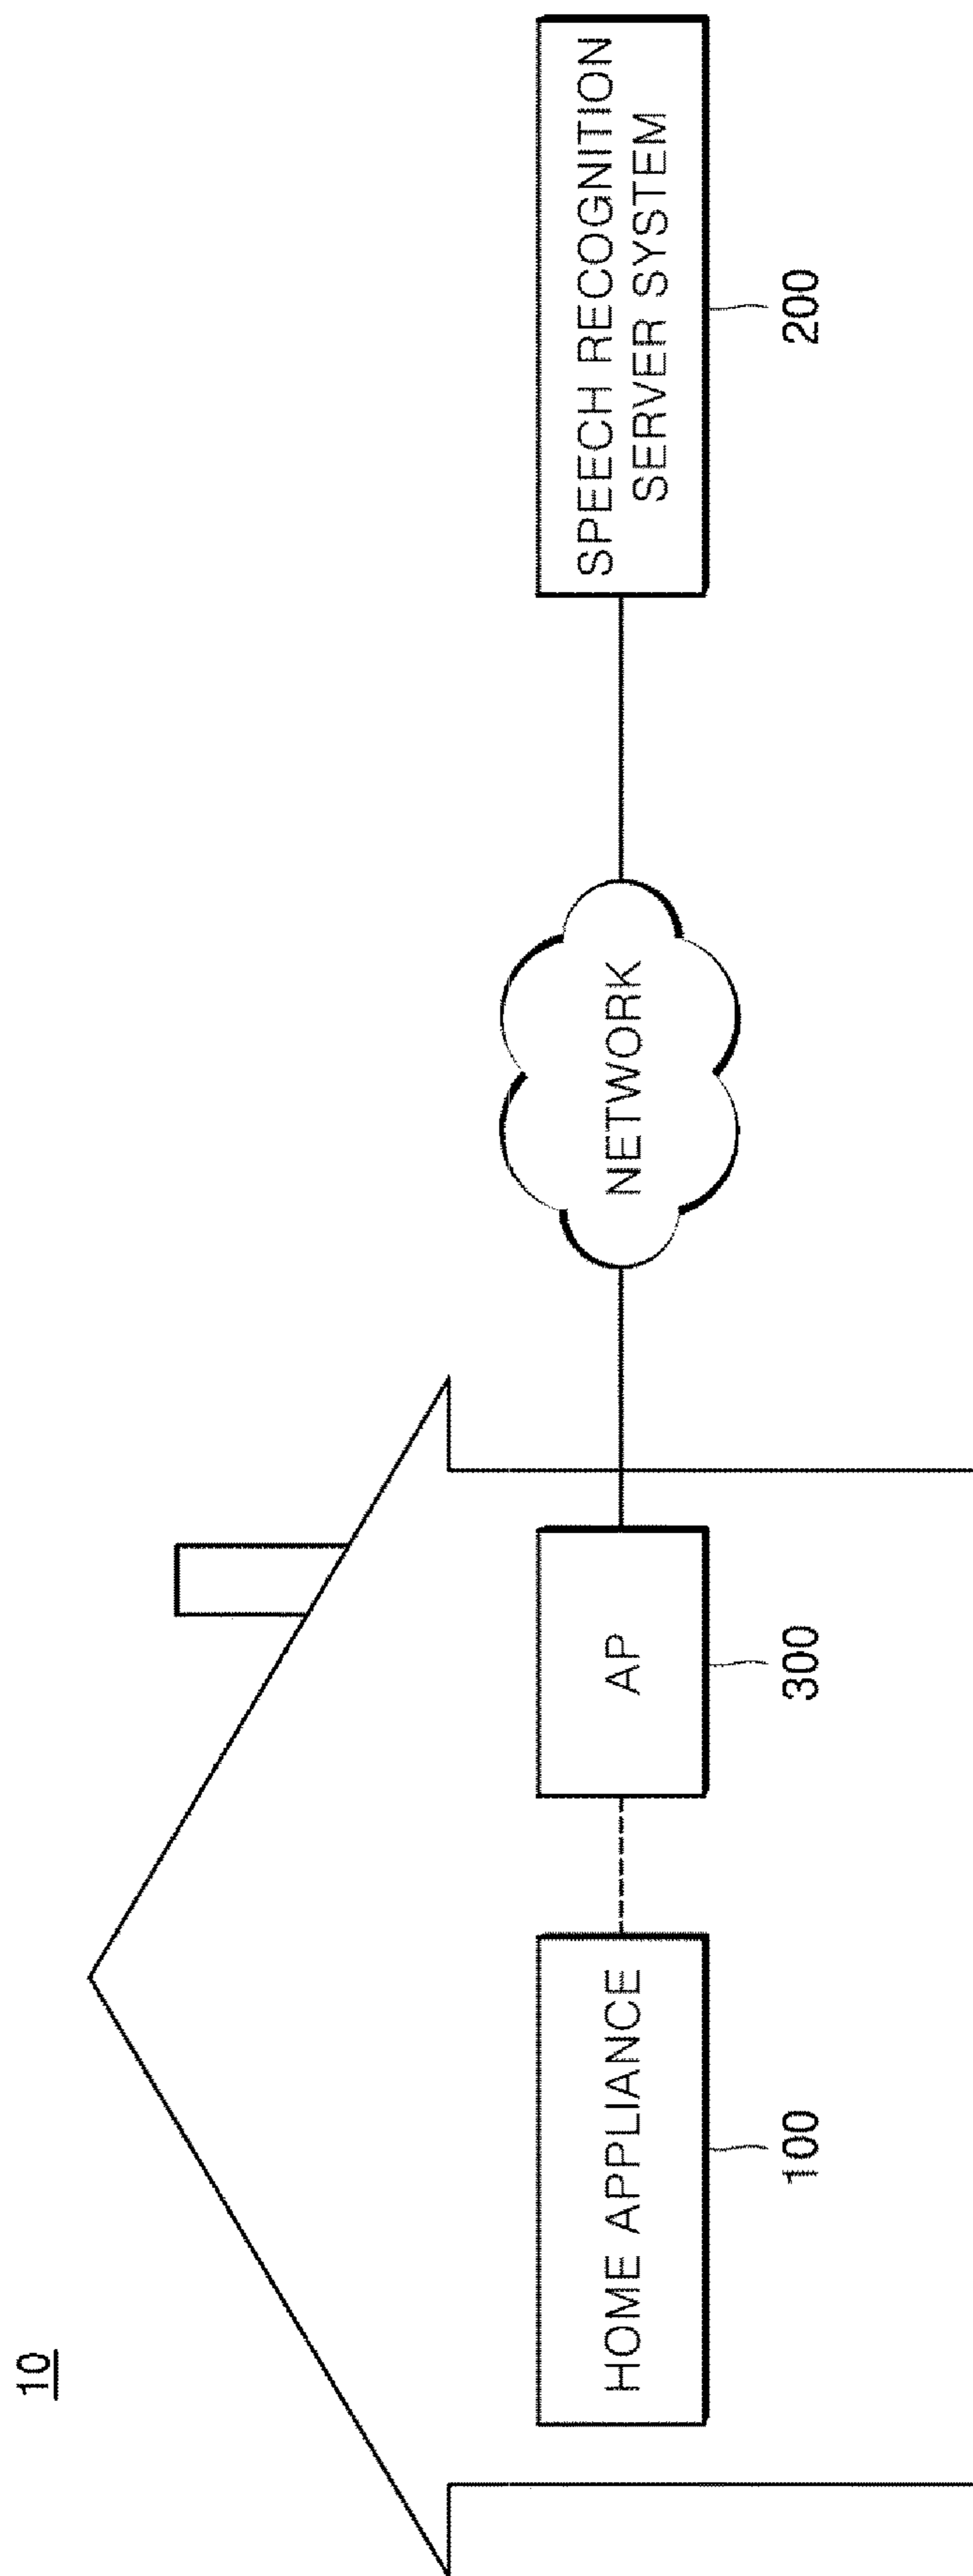 10
HOME APPLIANCE
100
AP
300
NETWORK
SPEECH RECOGNITION
SERVER SYSTEM
200